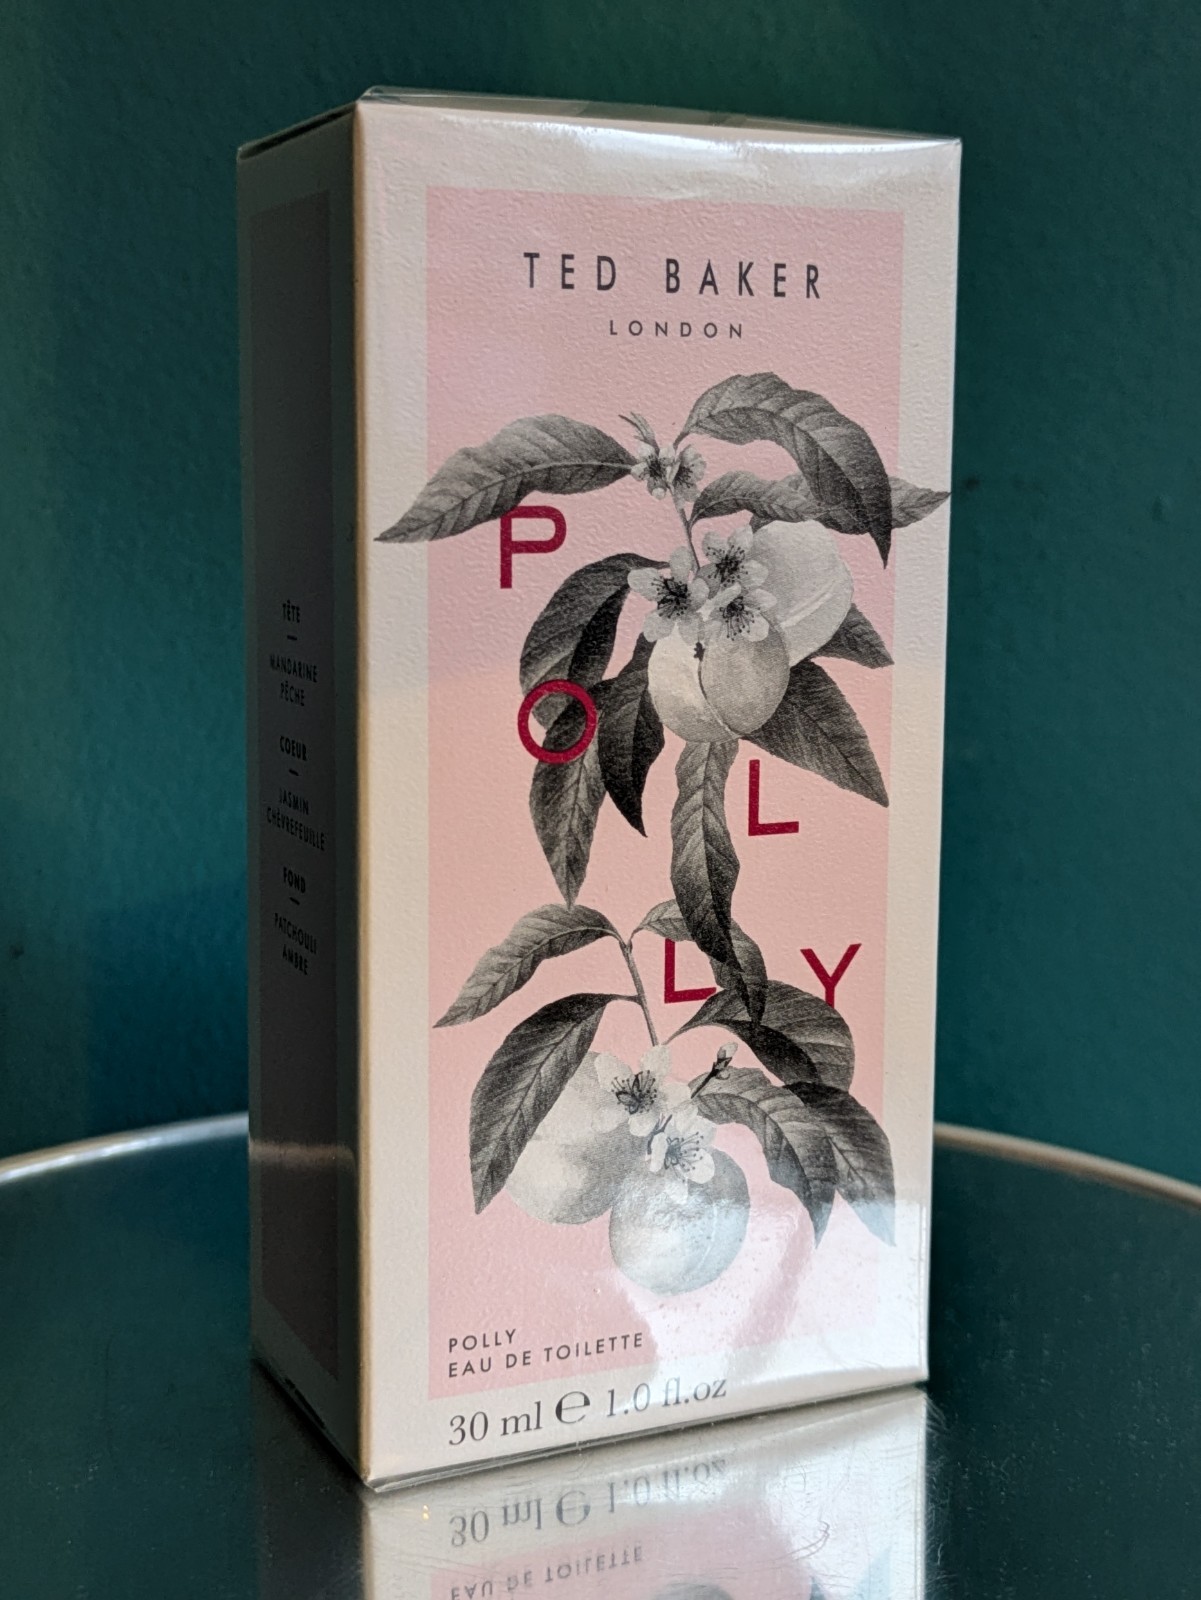 TED BAKER
LONDON
P
O
L
L Y
POLLY
EAU DE TOILETTE
30 ml ℮ 1.0 fl.oz
TÊTE
MANDARINE
PÊCHE
COEUR
JASMIN
CHÈVREFEUILLE
FOND
PATCHOULI
AMBRE